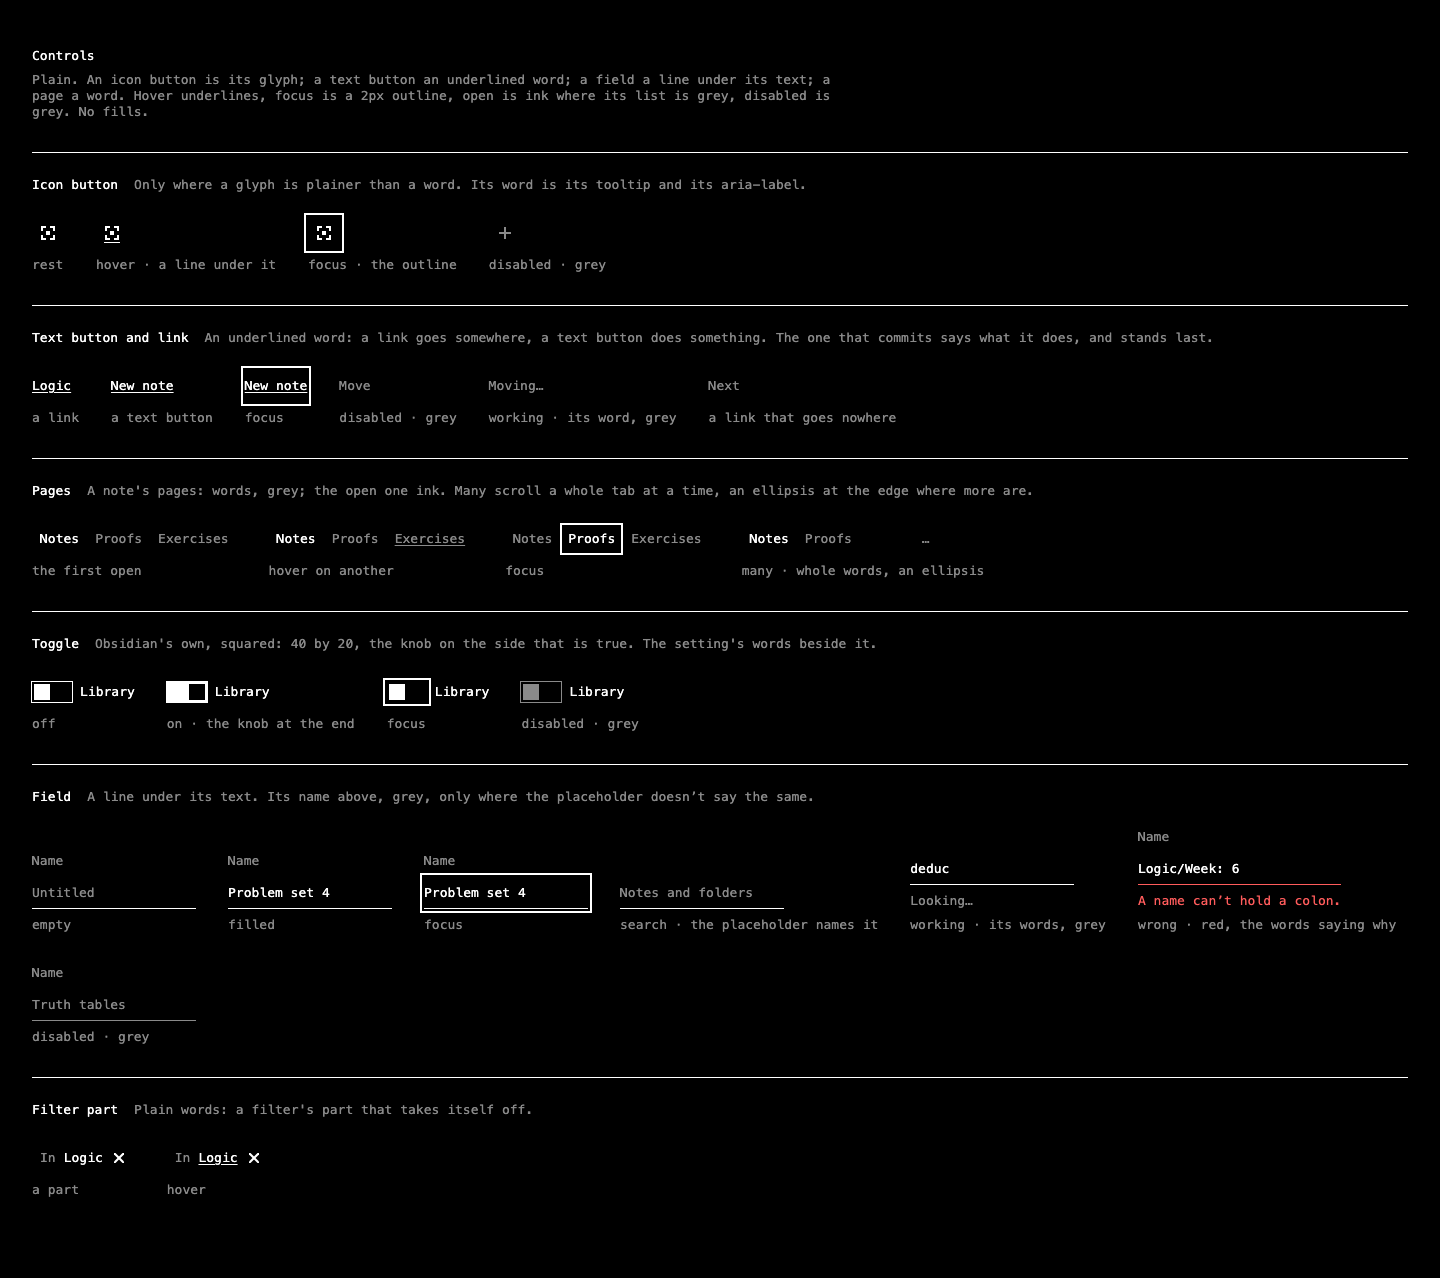 Controls
Plain. An icon button is its glyph; a text button an underlined word; a field a line under its text; a
page a word. Hover underlines, focus is a 2px outline, open is ink where its list is grey, disabled is
grey. No fills.
Icon button  Only where a glyph is plainer than a word. Its word is its tooltip and its aria-label.
rest  hover · a line under it  focus · the outline  disabled · grey
Text button and link  An underlined word: a link goes somewhere, a text button does something. The one that commits says what it does, and stands last.
Logic  New note  New note  Move  Moving…  Next
a link  a text button  focus  disabled · grey  working · its word, grey  a link that goes nowhere
Pages  A note's pages: words, grey; the open one ink. Many scroll a whole tab at a time, an ellipsis at the edge where more are.
Notes  Proofs  Exercises  Notes  Proofs  Exercises  Notes  Proofs  Exercises  Notes  Proofs  …
the first open  hover on another  focus  many · whole words, an ellipsis
Toggle  Obsidian's own, squared: 40 by 20, the knob on the side that is true. The setting's words beside it.
Library  Library  Library  Library
off  on · the knob at the end  focus  disabled · grey
Field  A line under its text. Its name above, grey, only where the placeholder doesn’t say the same.
Name
Name  Name  Name
deduc  Logic/Week: 6
Untitled  Problem set 4  Problem set 4  Notes and folders
Looking…  A name can’t hold a colon.
empty  filled  focus  search · the placeholder names it  working · its words, grey  wrong · red, the words saying why
Name
Truth tables
disabled · grey
Filter part  Plain words: a filter's part that takes itself off.
In Logic  In Logic
a part  hover